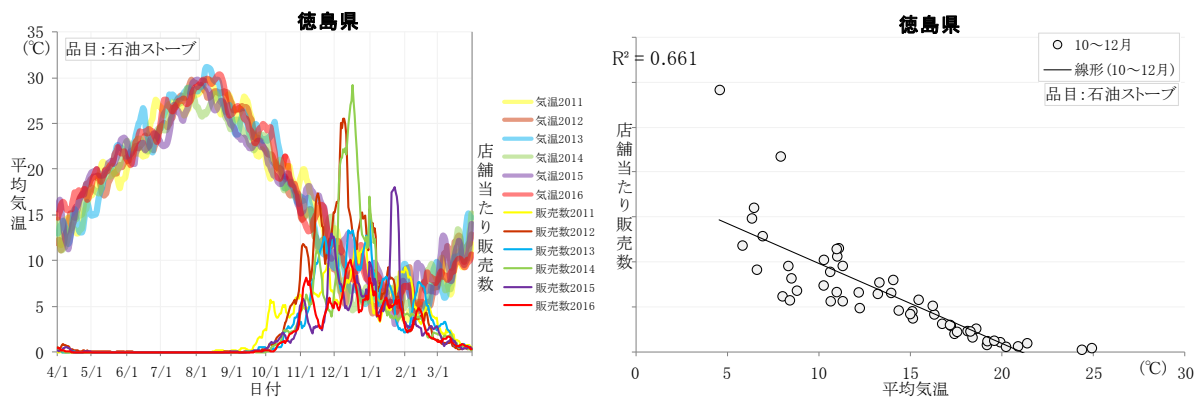 徳島県
35
(℃)
品目：石油ストーブ
30
25
20
15
10
5
0
平均気温
4/1 5/1 6/1 7/1 8/1 9/1 10/1 11/1 12/1 1/1 2/1 3/1
日付
店舗当たり販売数
気温2011
気温2012
気温2013
気温2014
気温2015
気温2016
販売数2011
販売数2012
販売数2013
販売数2014
販売数2015
販売数2016
徳島県
R² = 0.661
10～12月
線形 (10～12月)
品目：石油ストーブ
店舗当たり販売数
0 5 10 15 20 25 30
(℃)
平均気温